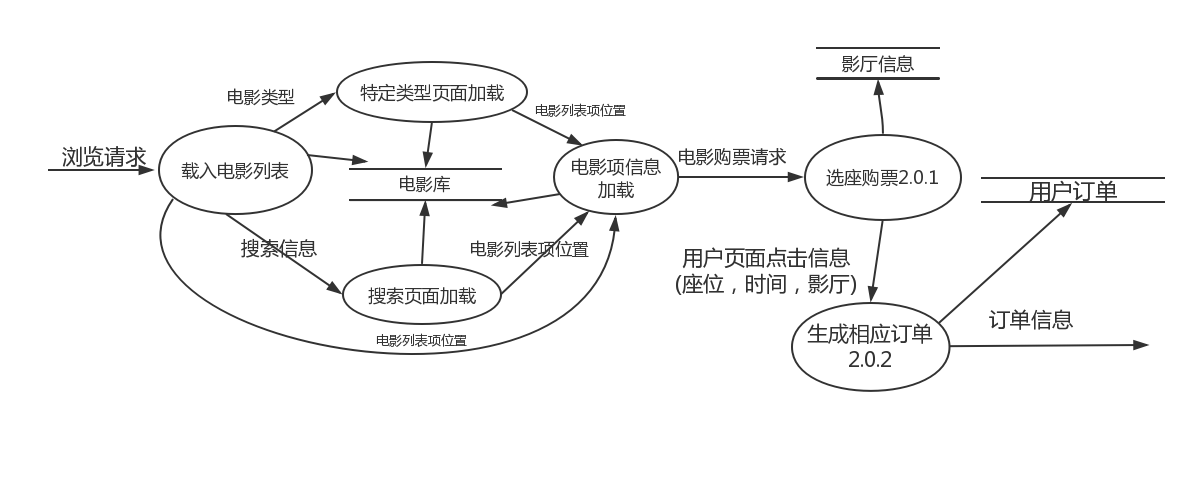 影厅信息
电影类型
特定类型页面加载
电影列表项位置
浏览请求
载入电影列表
电影库
电影项信息
加载
电影购票请求
选座购票2.0.1
用户订单
搜索信息
电影列表项位置
用户页面点击信息
(座位，时间，影厅)
搜索页面加载
订单信息
生成相应订单
2.0.2
电影列表项位置